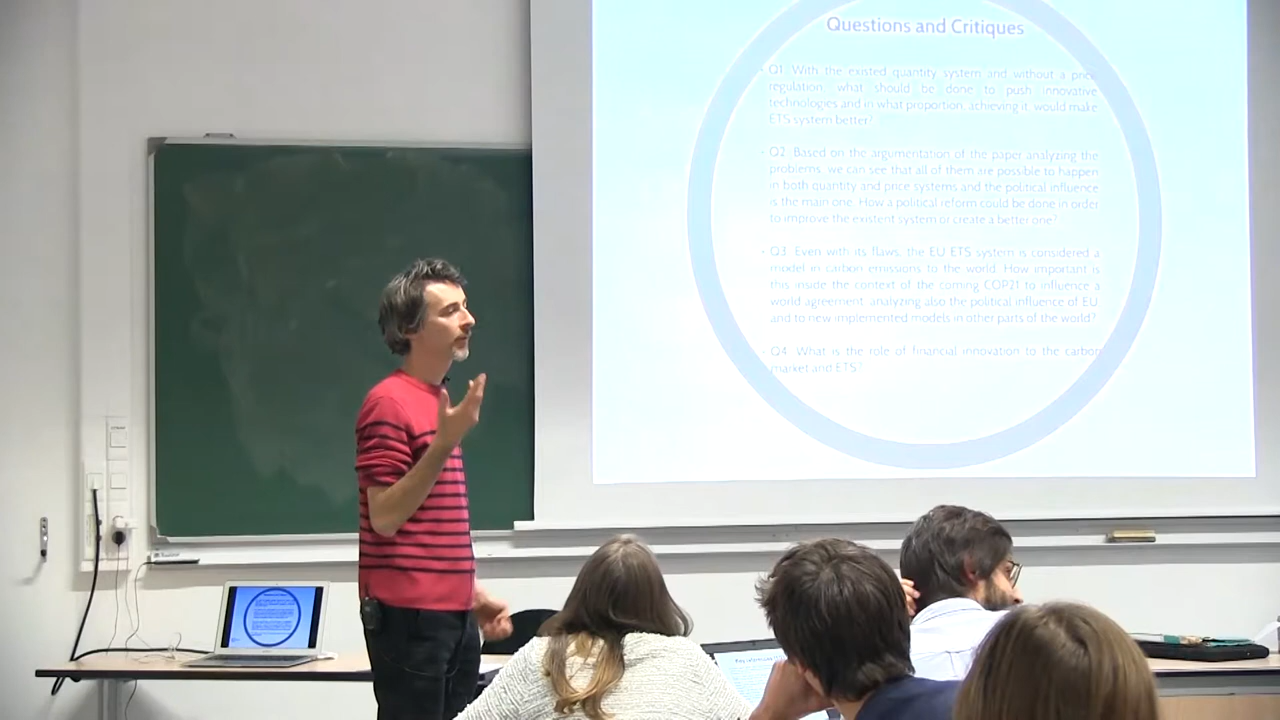 Questions and Critiques
- Q1. With the existed quantity system and without a price
regulation, what should be done to push innovative
technologies and in what proportion, achieving it, would make
ETS system better?
- Q2. Based on the argumentation of the paper analyzing the
problems, we can see that all of them are possible to happen
in both quantity and price systems and the political influence
is the main one. How a political reform could be done in order
to improve the existent system or create a better one?
- Q3. Even with its flaws, the EU ETS system is considered a
model in carbon emissions to the world. How important is
this inside the context of the coming COP21 to influence a
world agreement, analyzing also the political influence of EU,
and to new implemented models in other parts of the world?
- Q4. What is the role of financial innovation to the carbon
market and ETS?